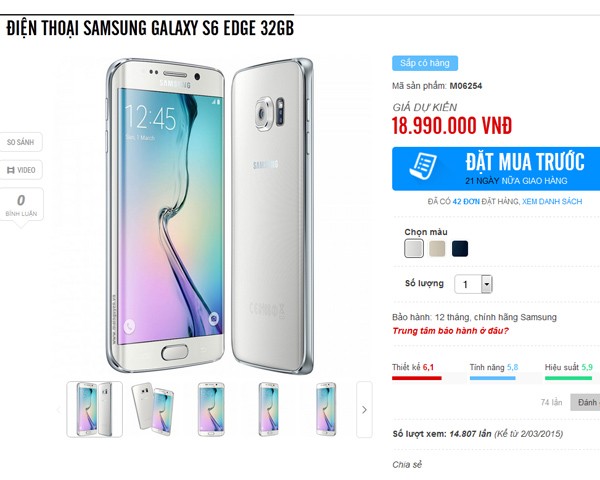 ĐIỆN THOẠI SAMSUNG GALAXY S6 EDGE 32GB
Sắp có hàng
Mã sản phẩm: M06254
GIÁ DỰ KIẾN
18.990.000 VNĐ
ĐẶT MUA TRƯỚC
21 NGÀY NỮA GIAO HÀNG
ĐÃ CÓ 42 ĐƠN ĐẶT HÀNG, XEM DANH SÁCH
SO SÁNH
VIDEO
0
BÌNH LUẬN
SAMSUNG
12:45
SAMSUNG
Chọn màu
Số lượng
1
Bảo hành: 12 tháng, chính hãng Samsung
Trung tâm bảo hành ở đâu?
Thiết kế 6,1
Tính năng 5,8
Hiệu suất 5,9
74 lần
Đánh
Số lượt xem: 14.807 lần (Kể từ 2/03/2015)
Chia sẻ